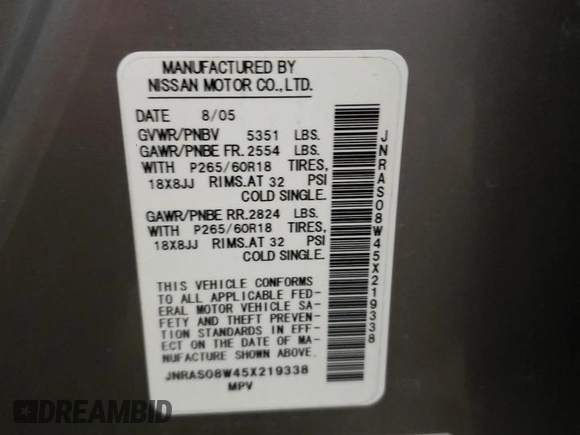 MANUFACTURED BY
NISSAN MOTOR CO., LTD.
DATE 8/05
GVWR/PNBV 5351 LBS.
GAWR/PNBE FR. 2554 LBS.
WITH P265/60R18 TIRES,
18X8JJ RIMS. AT 32 PSI
COLD SINGLE.
GAWR/PNBE RR. 2824 LBS.
WITH P265/60R18 TIRES,
18X8JJ RIMS. AT 32 PSI
COLD SINGLE.
THIS VEHICLE CONFORMS
TO ALL APPLICABLE FED-
ERAL MOTOR VEHICLE SA-
FETY AND THEFT PREVEN-
TION STANDARDS IN EFF-
ECT ON THE DATE OF MA-
NUFACTURE SHOWN ABOVE.
JNRAS08W45X219338
MPV
JNRAS08W45X219338
DREAMBID